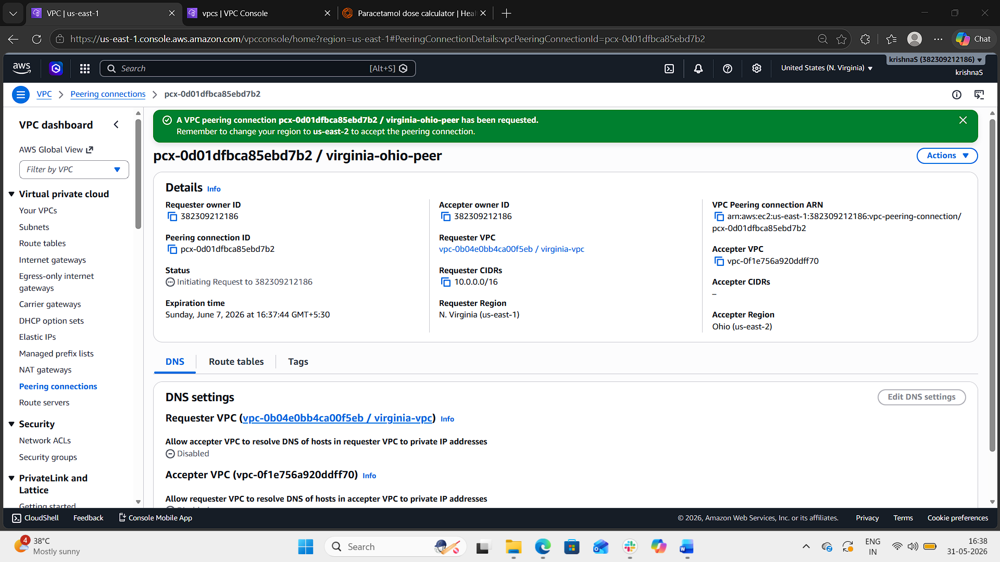 VPC | us-east-1
vpcs | VPC Console
Paracetamol dose calculator | Heal
https://us-east-1.console.aws.amazon.com/vpcconsole/home?region=us-east-1#PeeringConnectionDetails:vpcPeeringConnectionId=pcx-0d01dfbca85ebd7b2
Chat
aws
Search
[Alt+S]
United States (N. Virginia)
krishnaS (382309212186)
krishnaS
VPC
Peering connections
pcx-0d01dfbca85ebd7b2
VPC dashboard
AWS Global View
Filter by VPC
Virtual private cloud
Your VPCs
Subnets
Route tables
Internet gateways
Egress-only internet
gateways
Carrier gateways
DHCP option sets
Elastic IPs
Managed prefix lists
NAT gateways
Peering connections
Route servers
Security
Network ACLs
Security groups
PrivateLink and
Lattice
Getting started
A VPC peering connection pcx-0d01dfbca85ebd7b2 / virginia-ohio-peer has been requested.
Remember to change your region to us-east-2 to accept the peering connection.
pcx-0d01dfbca85ebd7b2 / virginia-ohio-peer
Actions
Details Info
Requester owner ID
382309212186
Peering connection ID
pcx-0d01dfbca85ebd7b2
Status
Initiating Request to 382309212186
Expiration time
Sunday, June 7, 2026 at 16:37:44 GMT+5:30
Accepter owner ID
382309212186
Requester VPC
vpc-0b04e0bb4ca00f5eb / virginia-vpc
Requester CIDRs
10.0.0.0/16
Requester Region
N. Virginia (us-east-1)
VPC Peering connection ARN
arn:aws:ec2:us-east-1:382309212186:vpc-peering-connection/
pcx-0d01dfbca85ebd7b2
Accepter VPC
vpc-0f1e756a920ddff70
Accepter CIDRs
–
Accepter Region
Ohio (us-east-2)
DNS
Route tables
Tags
DNS settings
Edit DNS settings
Requester VPC (vpc-0b04e0bb4ca00f5eb / virginia-vpc) Info
Allow accepter VPC to resolve DNS of hosts in requester VPC to private IP addresses
Disabled
Accepter VPC (vpc-0f1e756a920ddff70) Info
Allow requester VPC to resolve DNS of hosts in accepter VPC to private IP addresses
CloudShell
Feedback
Console Mobile App
© 2026, Amazon Web Services, Inc. or its affiliates.
Privacy
Terms
Cookie preferences
4
38°C
Mostly sunny
Search
ENG
IN
16:38
31-05-2026